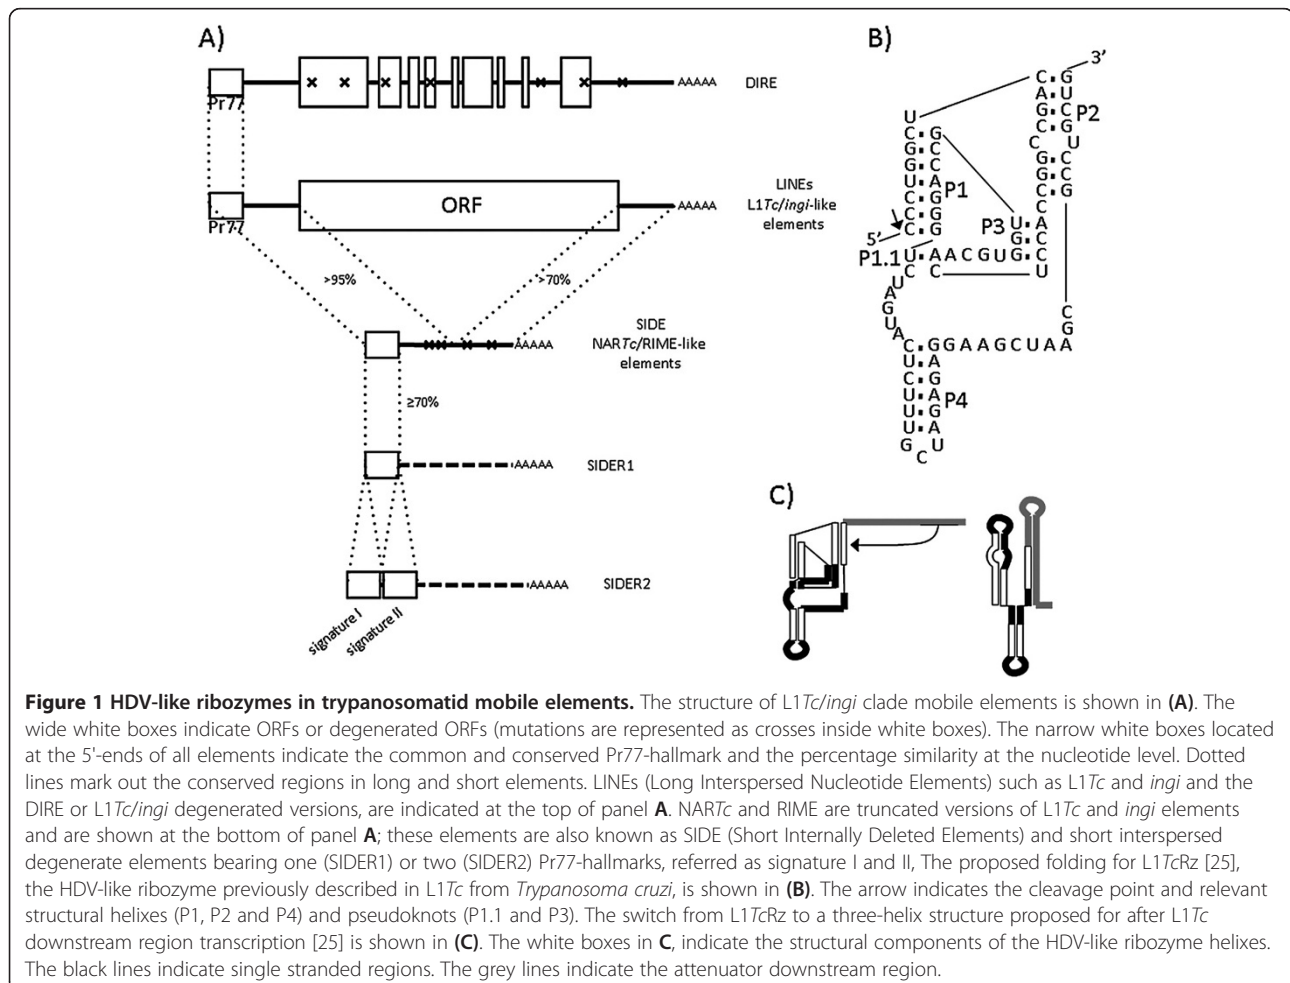 A)
Pr77
AAAAA
DIRE
Pr77
ORF
AAAAA
LINEs
L1Tc/ingi-like
elements
>95%
>70%
AAAAA
SIDE
NARTc/RIME-like
elements
≥70%
AAAAA
SIDER1
AAAAA
SIDER2
signature I
signature II
B)
3'
C G
A U
G C
C G
C U
G C
G C
C G
P2
U
C G
G C
G C
U A
C G
C G
C G
P1
C
A
C
C
U
P3
U
G
G
5'
P1.1
U A A C G U G G
C C
U
A
G
U
A
C G G A A G C U A A
G
C
U A
C G
U A
U G
U A
G U
C
P4
C)
Figure 1 HDV-like ribozymes in trypanosomatid mobile elements. The structure of L1Tc/ingi clade mobile elements is shown in (A). The
wide white boxes indicate ORFs or degenerated ORFs (mutations are represented as crosses inside white boxes). The narrow white boxes located
at the 5'-ends of all elements indicate the common and conserved Pr77-hallmark and the percentage similarity at the nucleotide level. Dotted
lines mark out the conserved regions in long and short elements. LINEs (Long Interspersed Nucleotide Elements) such as L1Tc and ingi and the
DIRE or L1Tc/ingi degenerated versions, are indicated at the top of panel A. NARTc and RIME are truncated versions of L1Tc and ingi elements
and are shown at the bottom of panel A; these elements are also known as SIDE (Short Internally Deleted Elements) and short interspersed
degenerate elements bearing one (SIDER1) or two (SIDER2) Pr77-hallmarks, referred as signature I and II, The proposed folding for L1TcRz [25],
the HDV-like ribozyme previously described in L1Tc from Trypanosoma cruzi, is shown in (B). The arrow indicates the cleavage point and relevant
structural helixes (P1, P2 and P4) and pseudoknots (P1.1 and P3). The switch from L1TcRz to a three-helix structure proposed for after L1Tc
downstream region transcription [25] is shown in (C). The white boxes in C, indicate the structural components of the HDV-like ribozyme helixes.
The black lines indicate single stranded regions. The grey lines indicate the attenuator downstream region.